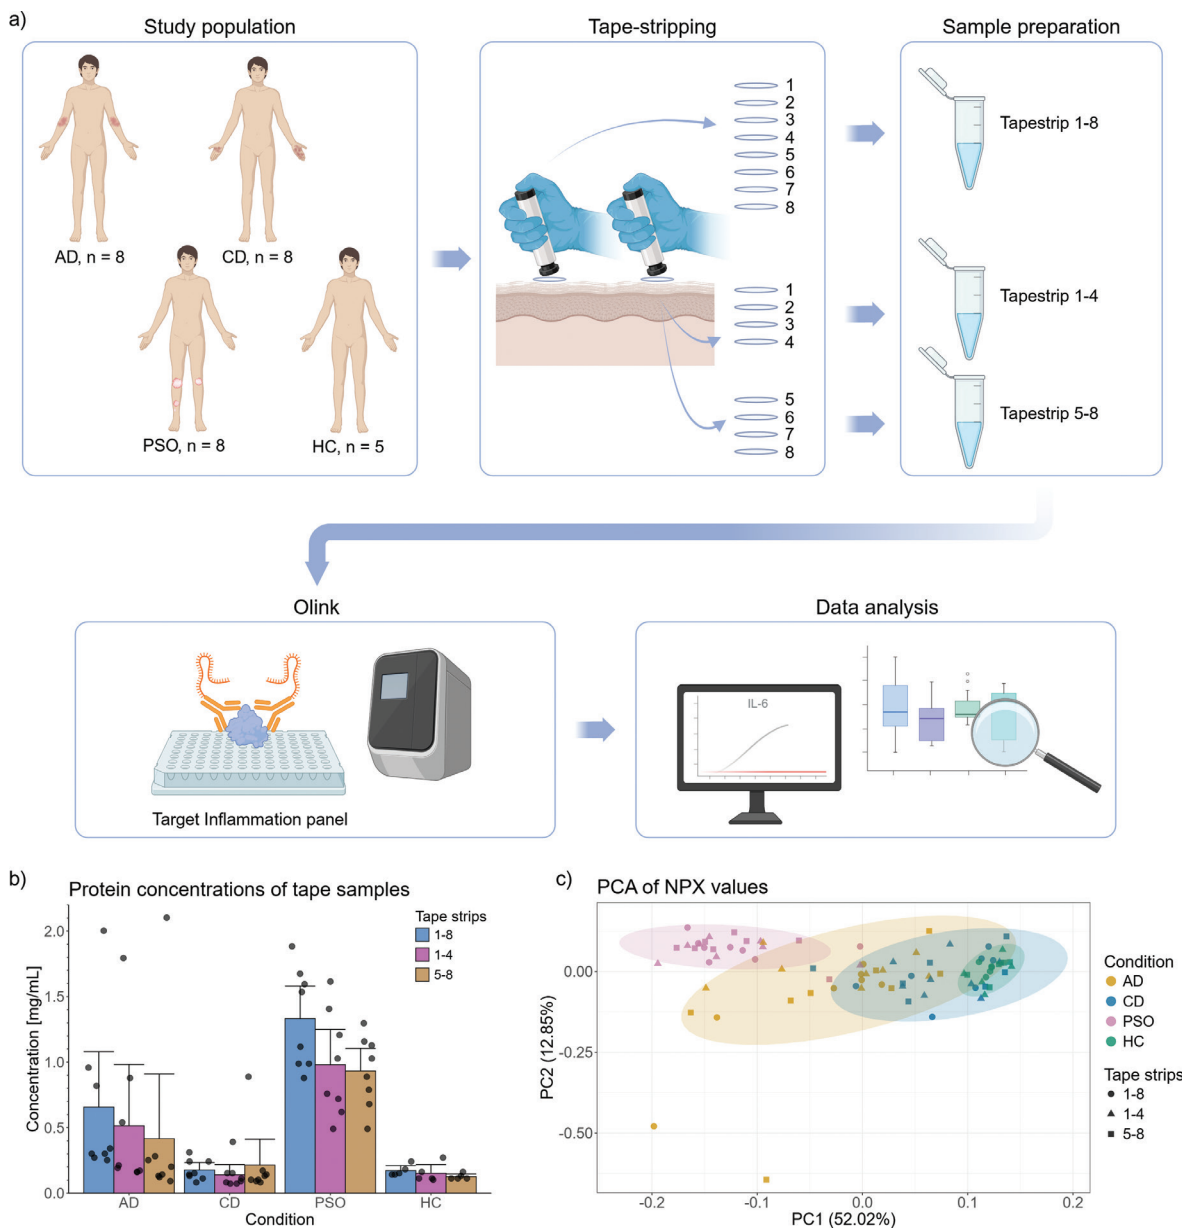 a)
Study population
Tape-stripping
Sample preparation
AD, n = 8
CD, n = 8
PSO, n = 8
HC, n = 5
1
2
3
4
5
6
7
8
1
2
3
4
5
6
7
8
Tapestrip 1-8
Tapestrip 1-4
Tapestrip 5-8
Olink
Data analysis
Target Inflammation panel
IL-6
b)
Protein concentrations of tape samples
Tape strips
1-8
1-4
5-8
Concentration [mg/mL]
2.0
1.5
1.0
0.5
0.0
AD
CD
PSO
HC
Condition
c)
PCA of NPX values
PC2 (12.85%)
0.00
-0.25
-0.50
-0.2
-0.1
0.0
0.1
0.2
PC1 (52.02%)
Condition
AD
CD
PSO
HC
Tape strips
1-8
1-4
5-8